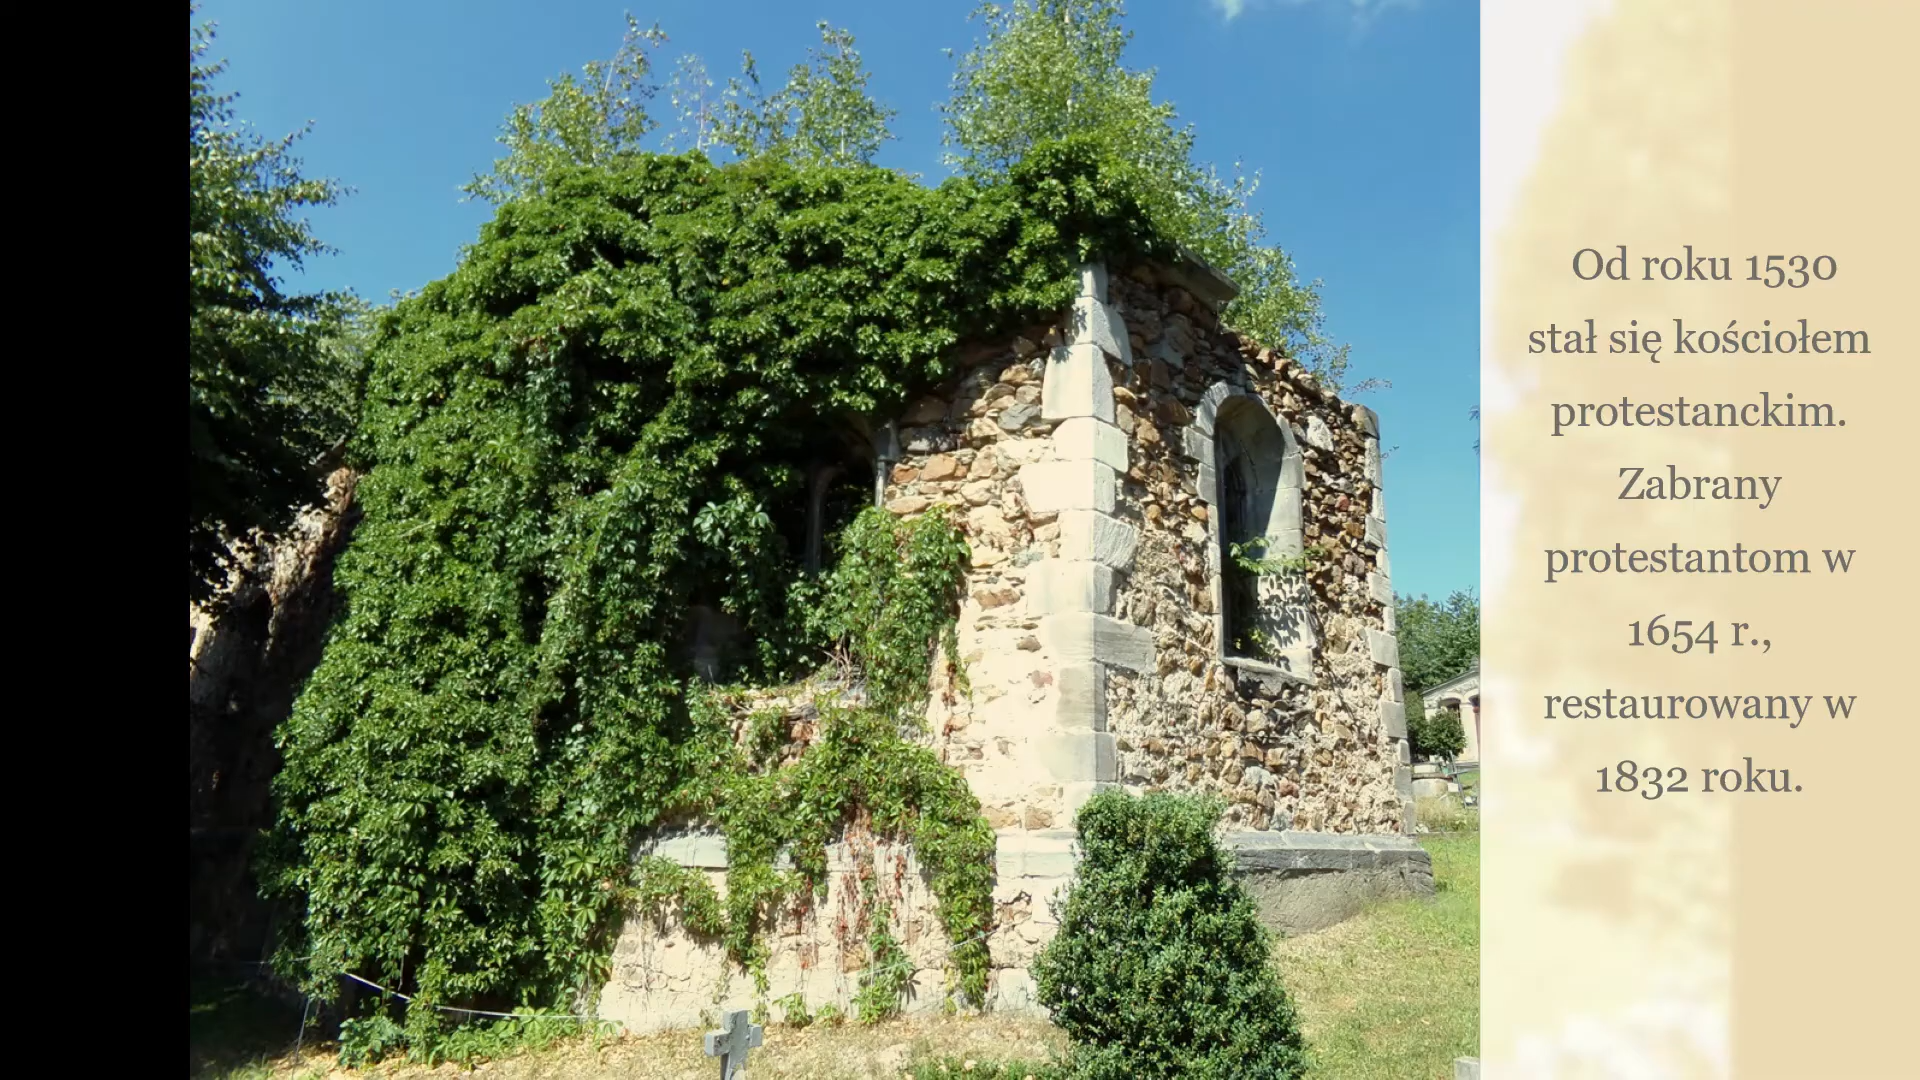 Od roku 1530
stał się kościołem
protestanckim.
Zabrany
protestantom w
1654 r.,
restaurowany w
1832 roku.